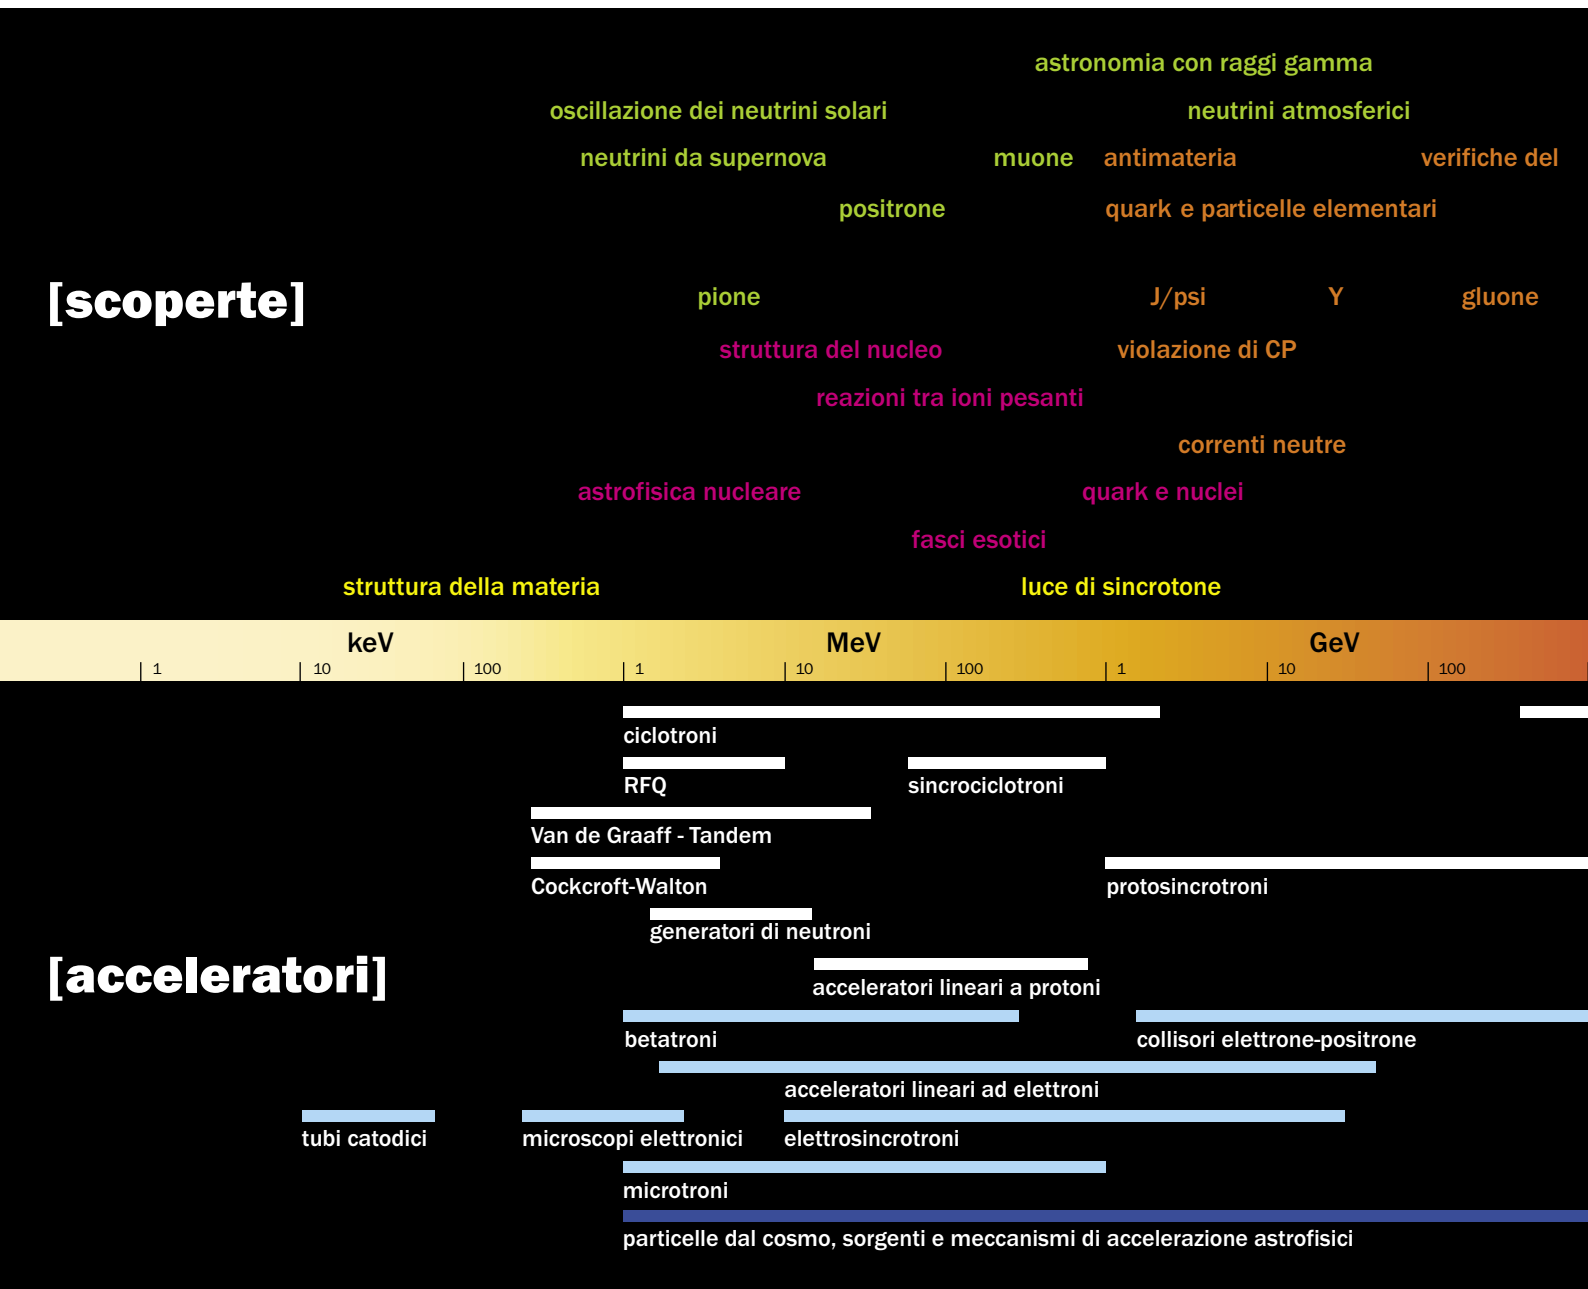 astronomia con raggi gamma
oscillazione dei neutrini solari
neutrini atmosferici
neutrini da supernova
muone
antimateria
verifiche del
positrone
quark e particelle elementari
[scoperte]
pione
J/psi
Y
gluone
struttura del nucleo
violazione di CP
reazioni tra ioni pesanti
correnti neutre
astrofisica nucleare
quark e nuclei
fasci esotici
struttura della materia
luce di sincrotone
keV
MeV
GeV
1
10
100
1
10
100
1
10
100
ciclotroni
RFQ
sincrociclotroni
Van de Graaff - Tandem
Cockcroft-Walton
protosincrotroni
generatori di neutroni
[acceleratori]
acceleratori lineari a protoni
betatroni
collisori elettrone-positrone
acceleratori lineari ad elettroni
tubi catodici
microscopi elettronici
elettrosincrotroni
microtroni
particelle dal cosmo, sorgenti e meccanismi di accelerazione astrofisici